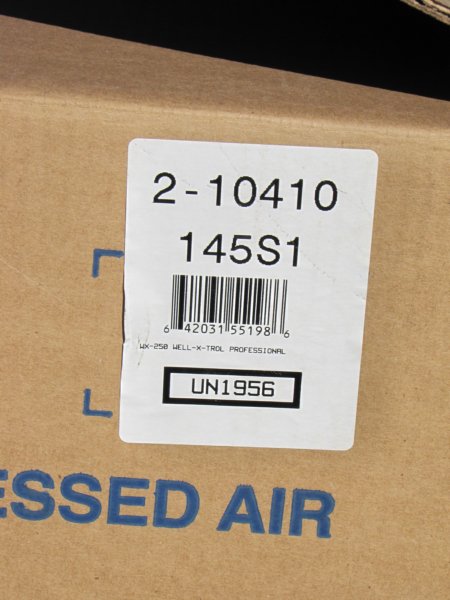 2-10410
145S1
6 42031 55198 6
WX-250 WELL-X-TROL PROFESSIONAL
UN1956
ESSED AIR